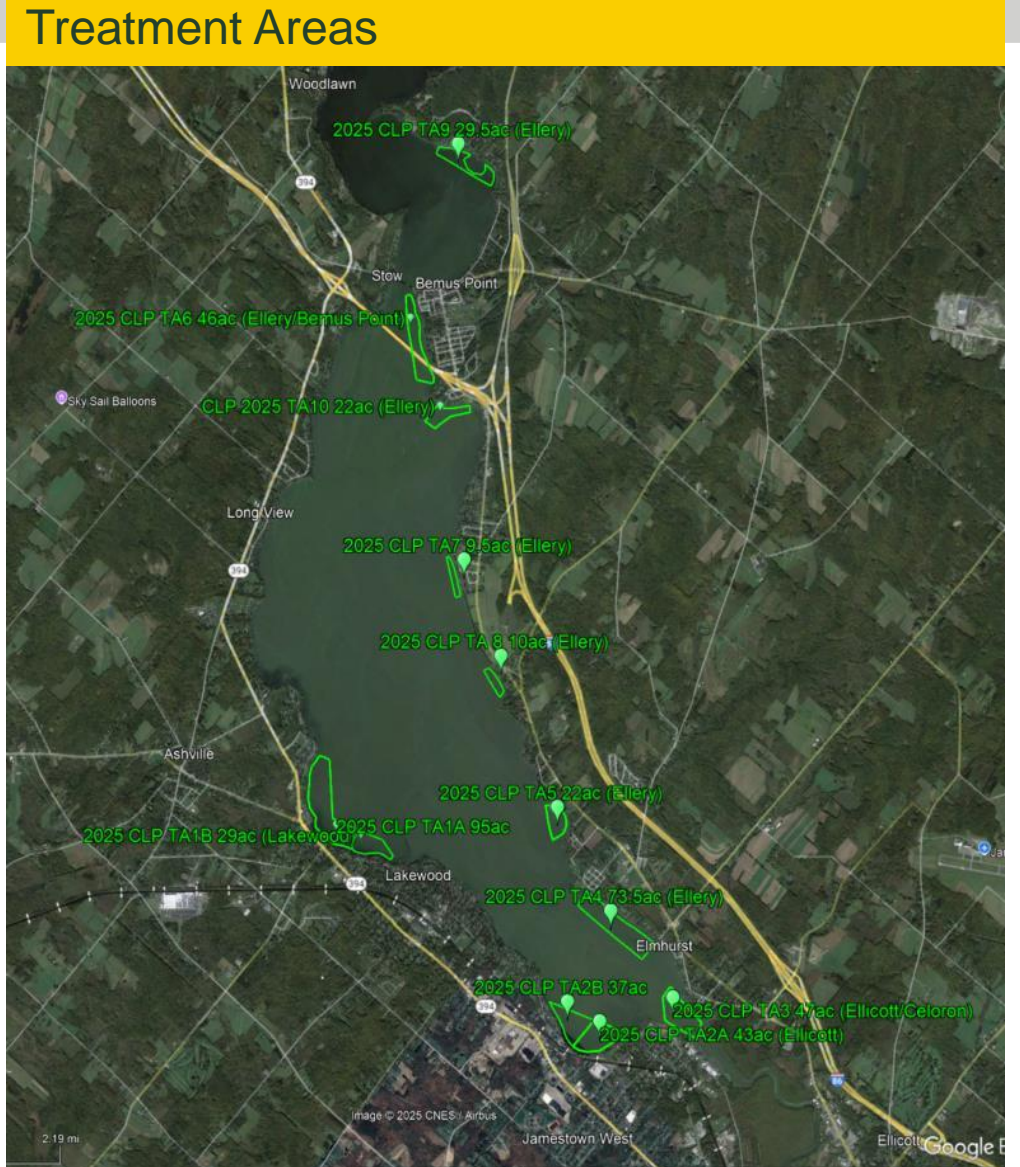 Treatment Areas
Woodlawn
2025 CLP TA9 29.5ac (Ellery)
394
Stow
Bemus Point
2025 CLP TA6 46ac (Ellery/Bemus Point)
Sky Sail Balloons
CLP 2025 TA10 22ac (Ellery)
Long View
2025 CLP TA7 9.5ac (Ellery)
394
2025 CLP TA 8 10ac (Ellery)
Ashville
2025 CLP TA5 22ac (Ellery)
2025 CLP TA1A 95ac
2025 CLP TA1B 29ac (Lakewood)
Lakewood
394
2025 CLP TA4 73.5ac (Ellery)
Elmhurst
2025 CLP TA2B 37ac
394
2025 CLP TA3 47ac (Ellicott/Celoron)
2025 CLP TA2A 43ac (Ellicott)
86
Image © 2025 CNES / Airbus
2.19 mi
Jamestown West
Ellicott
Google